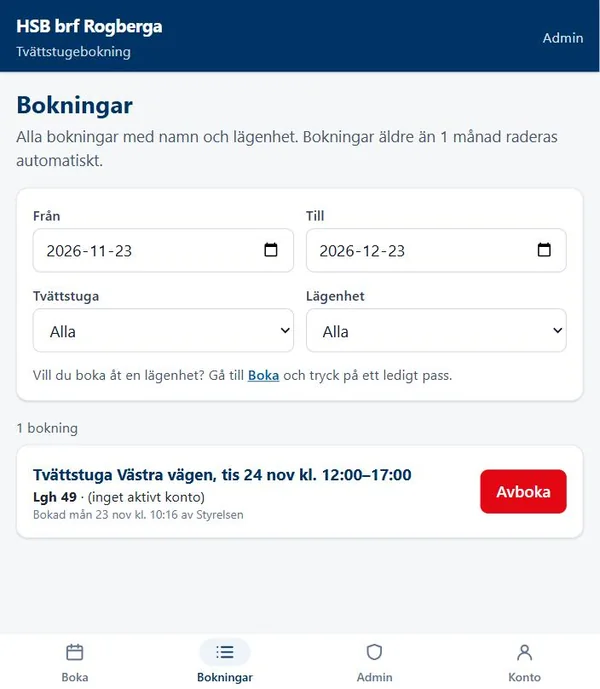 HSB brf Rogberga
Tvättstugebokning
Admin
Bokningar
Alla bokningar med namn och lägenhet. Bokningar äldre än 1 månad raderas
automatiskt.
Från
Till
2026-11-23
2026-12-23
Tvättstuga
Lägenhet
Alla
Alla
Vill du boka åt en lägenhet? Gå till Boka och tryck på ett ledigt pass.
1 bokning
Tvättstuga Västra vägen, tis 24 nov kl. 12:00–17:00
Lgh 49 · (inget aktivt konto)
Bokad mån 23 nov kl. 10:16 av Styrelsen
Avboka
Boka
Bokningar
Admin
Konto